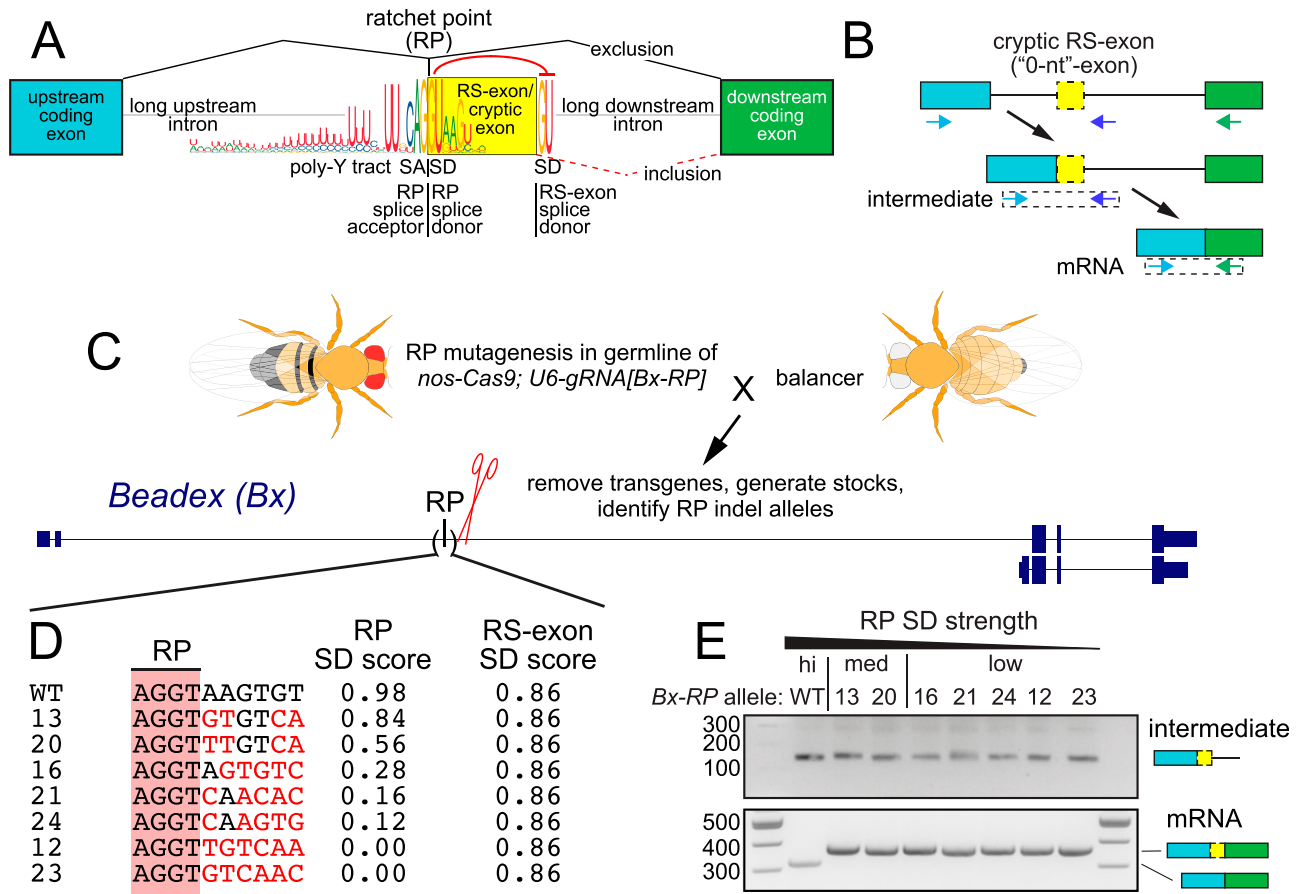 A
ratchet point
(RP)
exclusion
upstream
coding
exon
long upstream
intron
RS-exon/
cryptic
exon
long downstream
intron
downstream
coding
exon
poly-Y tract
SA
SD
SD
inclusion
RP
splice
acceptor
RP
splice
donor
RS-exon
splice
donor
B
cryptic RS-exon
("0-nt"-exon)
intermediate
mRNA
C
RP mutagenesis in germline of
nos-Cas9; U6-gRNA[Bx-RP]
X
balancer
remove transgenes, generate stocks,
identify RP indel alleles
Beadex (Bx)
RP
( )
D
RP
RP
SD score
RS-exon
SD score
WT AGGTAAGTGT 0.98 0.86
13 AGGTGTGTCA 0.84 0.86
20 AGGTTTGTCA 0.56 0.86
16 AGGTAGTGTC 0.28 0.86
21 AGGTCAACAC 0.16 0.86
24 AGGTCAAGTG 0.12 0.86
12 AGGTTGTCAA 0.00 0.86
23 AGGTGTCAAC 0.00 0.86
E
RP SD strength
hi med low
Bx-RP allele: WT 13 20 16 21 24 12 23
300
200
100
intermediate
500
400
300
mRNA